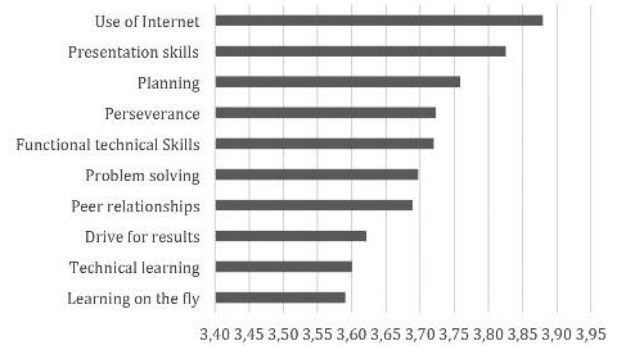 Use of Internet
Presentation skills
Planning
Perseverance
Functional technical Skills
Problem solving
Peer relationships
Drive for results
Technical learning
Learning on the fly
3,40 3,45 3,50 3,55 3,60 3,65 3,70 3,75 3,80 3,85 3,90 3,95